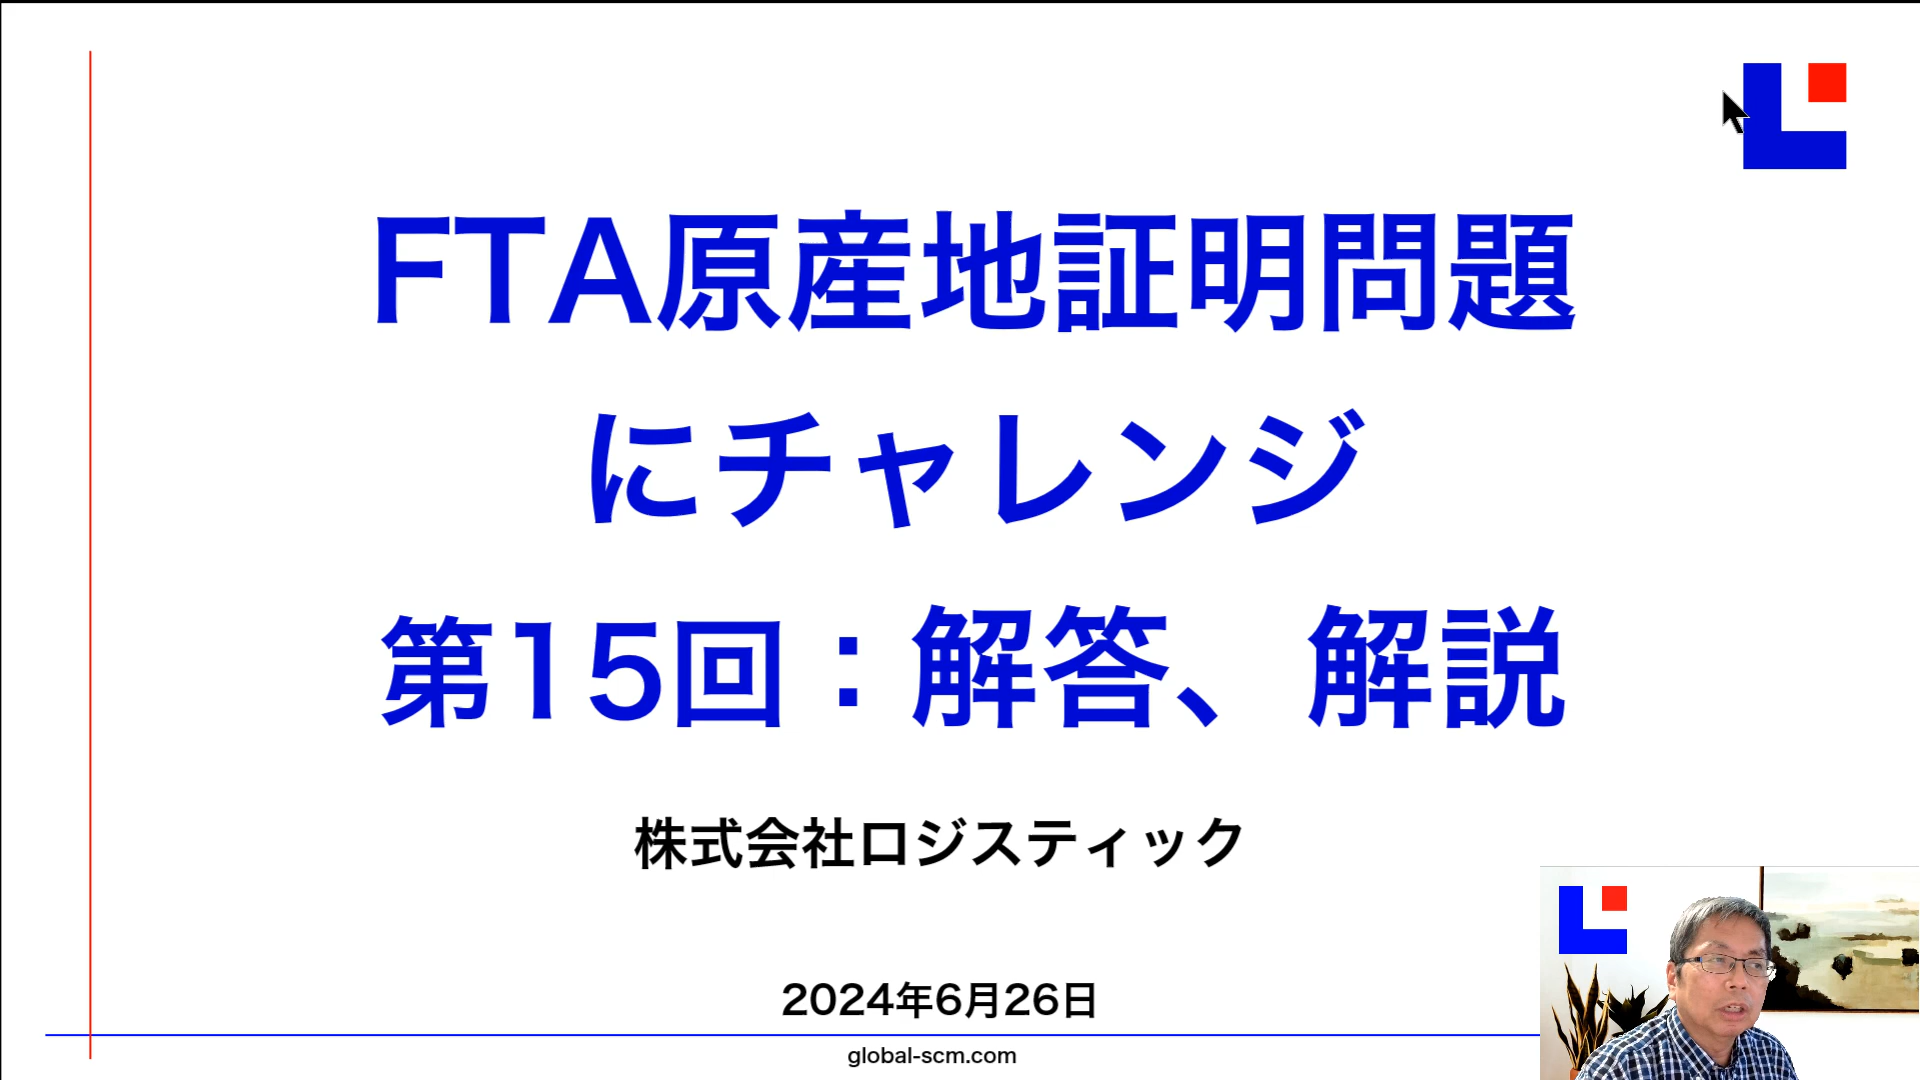 FTA原産地証明問題
にチャレンジ
第15回：解答、解説
株式会社ロジスティック
2024年6月26日
global-scm.com